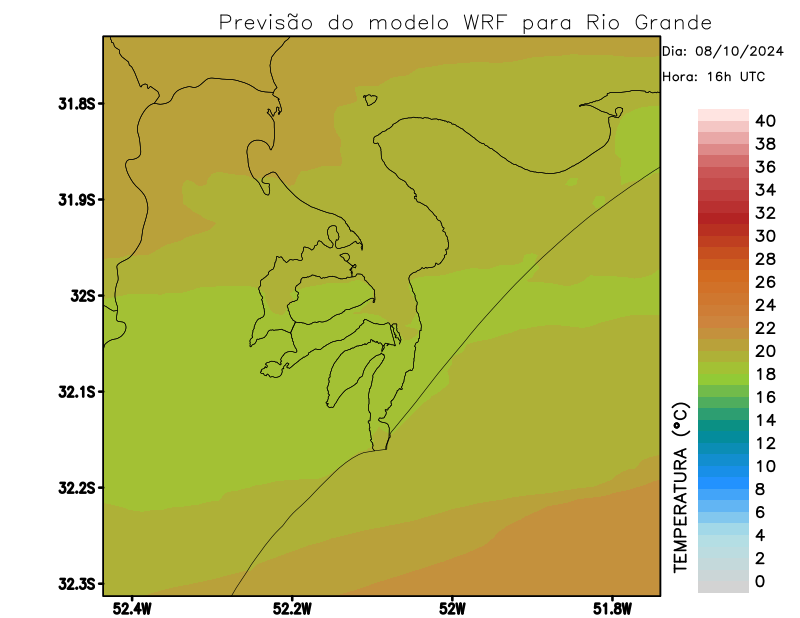 Previsão do modelo WRF para Rio Grande
Dia: 08/10/2024
Hora: 16h UTC
31.8S
31.9S
32S
32.1S
32.2S
32.3S
52.4W
52.2W
52W
51.8W
TEMPERATURA (°C)
40
38
36
34
32
30
28
26
24
22
20
18
16
14
12
10
8
6
4
2
0